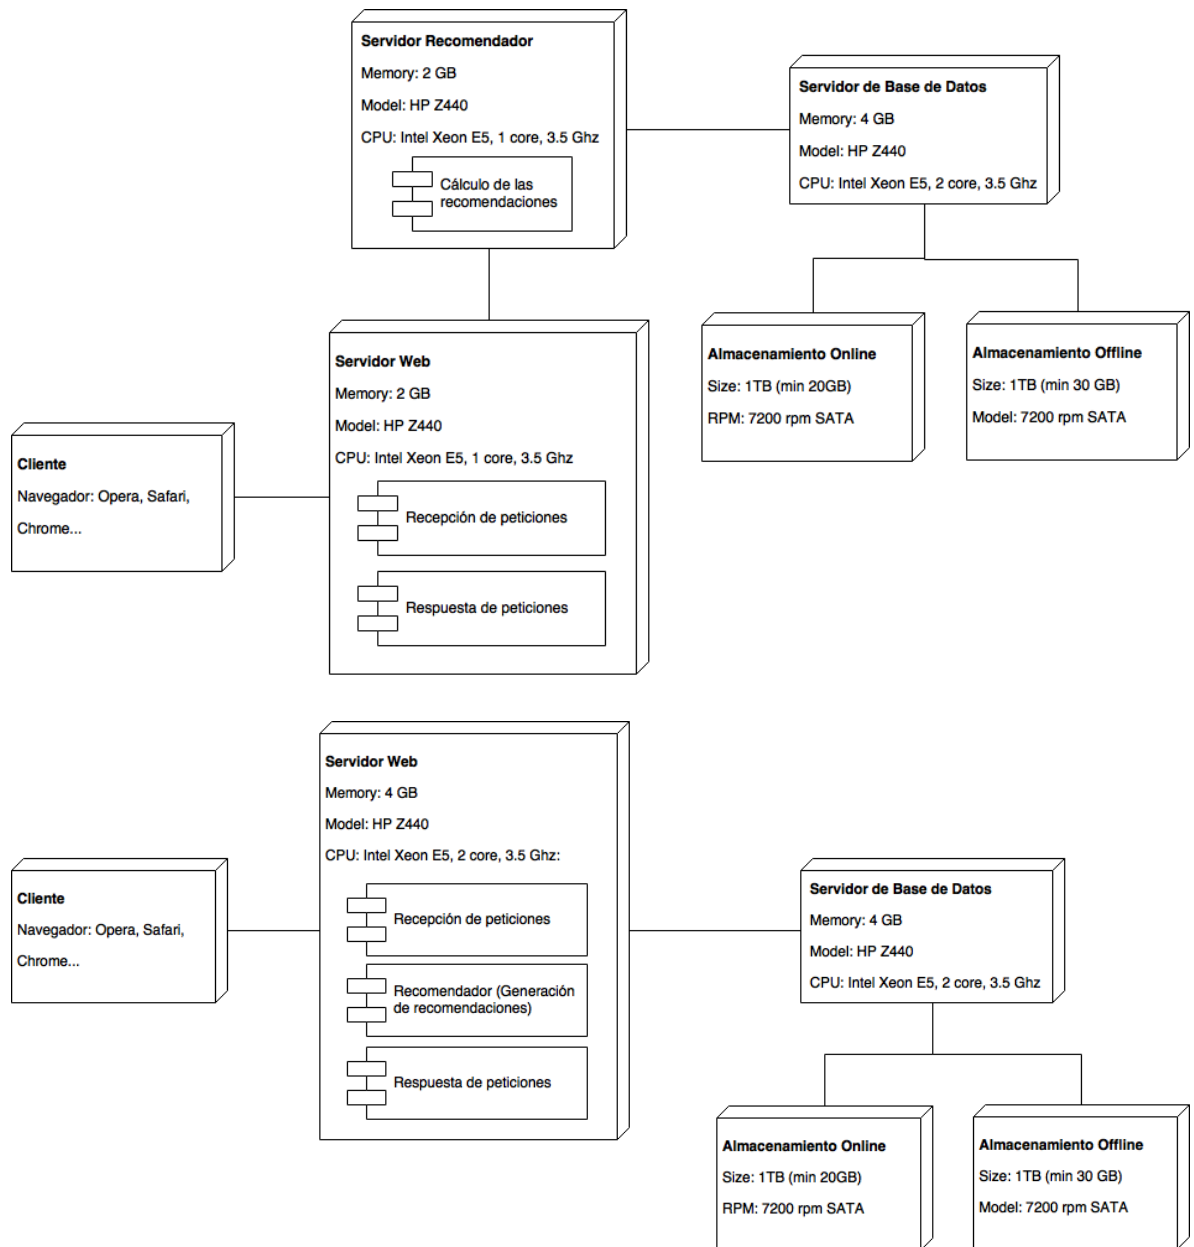 Servidor Recomendador
Memory: 2 GB
Model: HP Z440
CPU: Intel Xeon E5, 1 core, 3.5 Ghz
Cálculo de las
recomendaciones
Servidor de Base de Datos
Memory: 4 GB
Model: HP Z440
CPU: Intel Xeon E5, 2 core, 3.5 Ghz
Almacenamiento Online
Size: 1TB (min 20GB)
RPM: 7200 rpm SATA
Almacenamiento Offline
Size: 1TB (min 30 GB)
Model: 7200 rpm SATA
Servidor Web
Memory: 2 GB
Model: HP Z440
CPU: Intel Xeon E5, 1 core, 3.5 Ghz
Recepción de peticiones
Respuesta de peticiones
Cliente
Navegador: Opera, Safari,
Chrome...
Servidor Web
Memory: 4 GB
Model: HP Z440
CPU: Intel Xeon E5, 2 core, 3.5 Ghz:
Recepción de peticiones
Recomendador (Generación
de recomendaciones)
Respuesta de peticiones
Cliente
Navegador: Opera, Safari,
Chrome...
Servidor de Base de Datos
Memory: 4 GB
Model: HP Z440
CPU: Intel Xeon E5, 2 core, 3.5 Ghz
Almacenamiento Online
Size: 1TB (min 20GB)
RPM: 7200 rpm SATA
Almacenamiento Offline
Size: 1TB (min 30 GB)
Model: 7200 rpm SATA